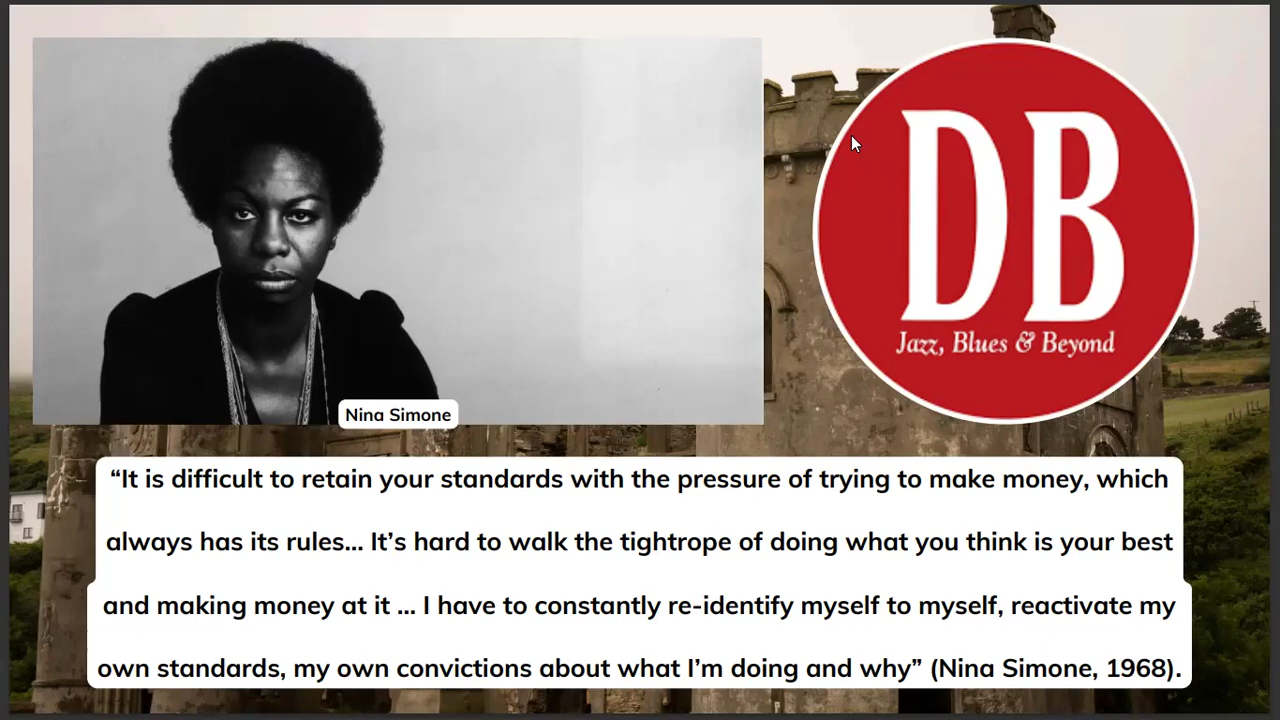 DB
Jazz, Blues & Beyond
Nina Simone
“It is difficult to retain your standards with the pressure of trying to make money, which
always has its rules... It’s hard to walk the tightrope of doing what you think is your best
and making money at it ... I have to constantly re-identify myself to myself, reactivate my
own standards, my own convictions about what I’m doing and why” (Nina Simone, 1968).